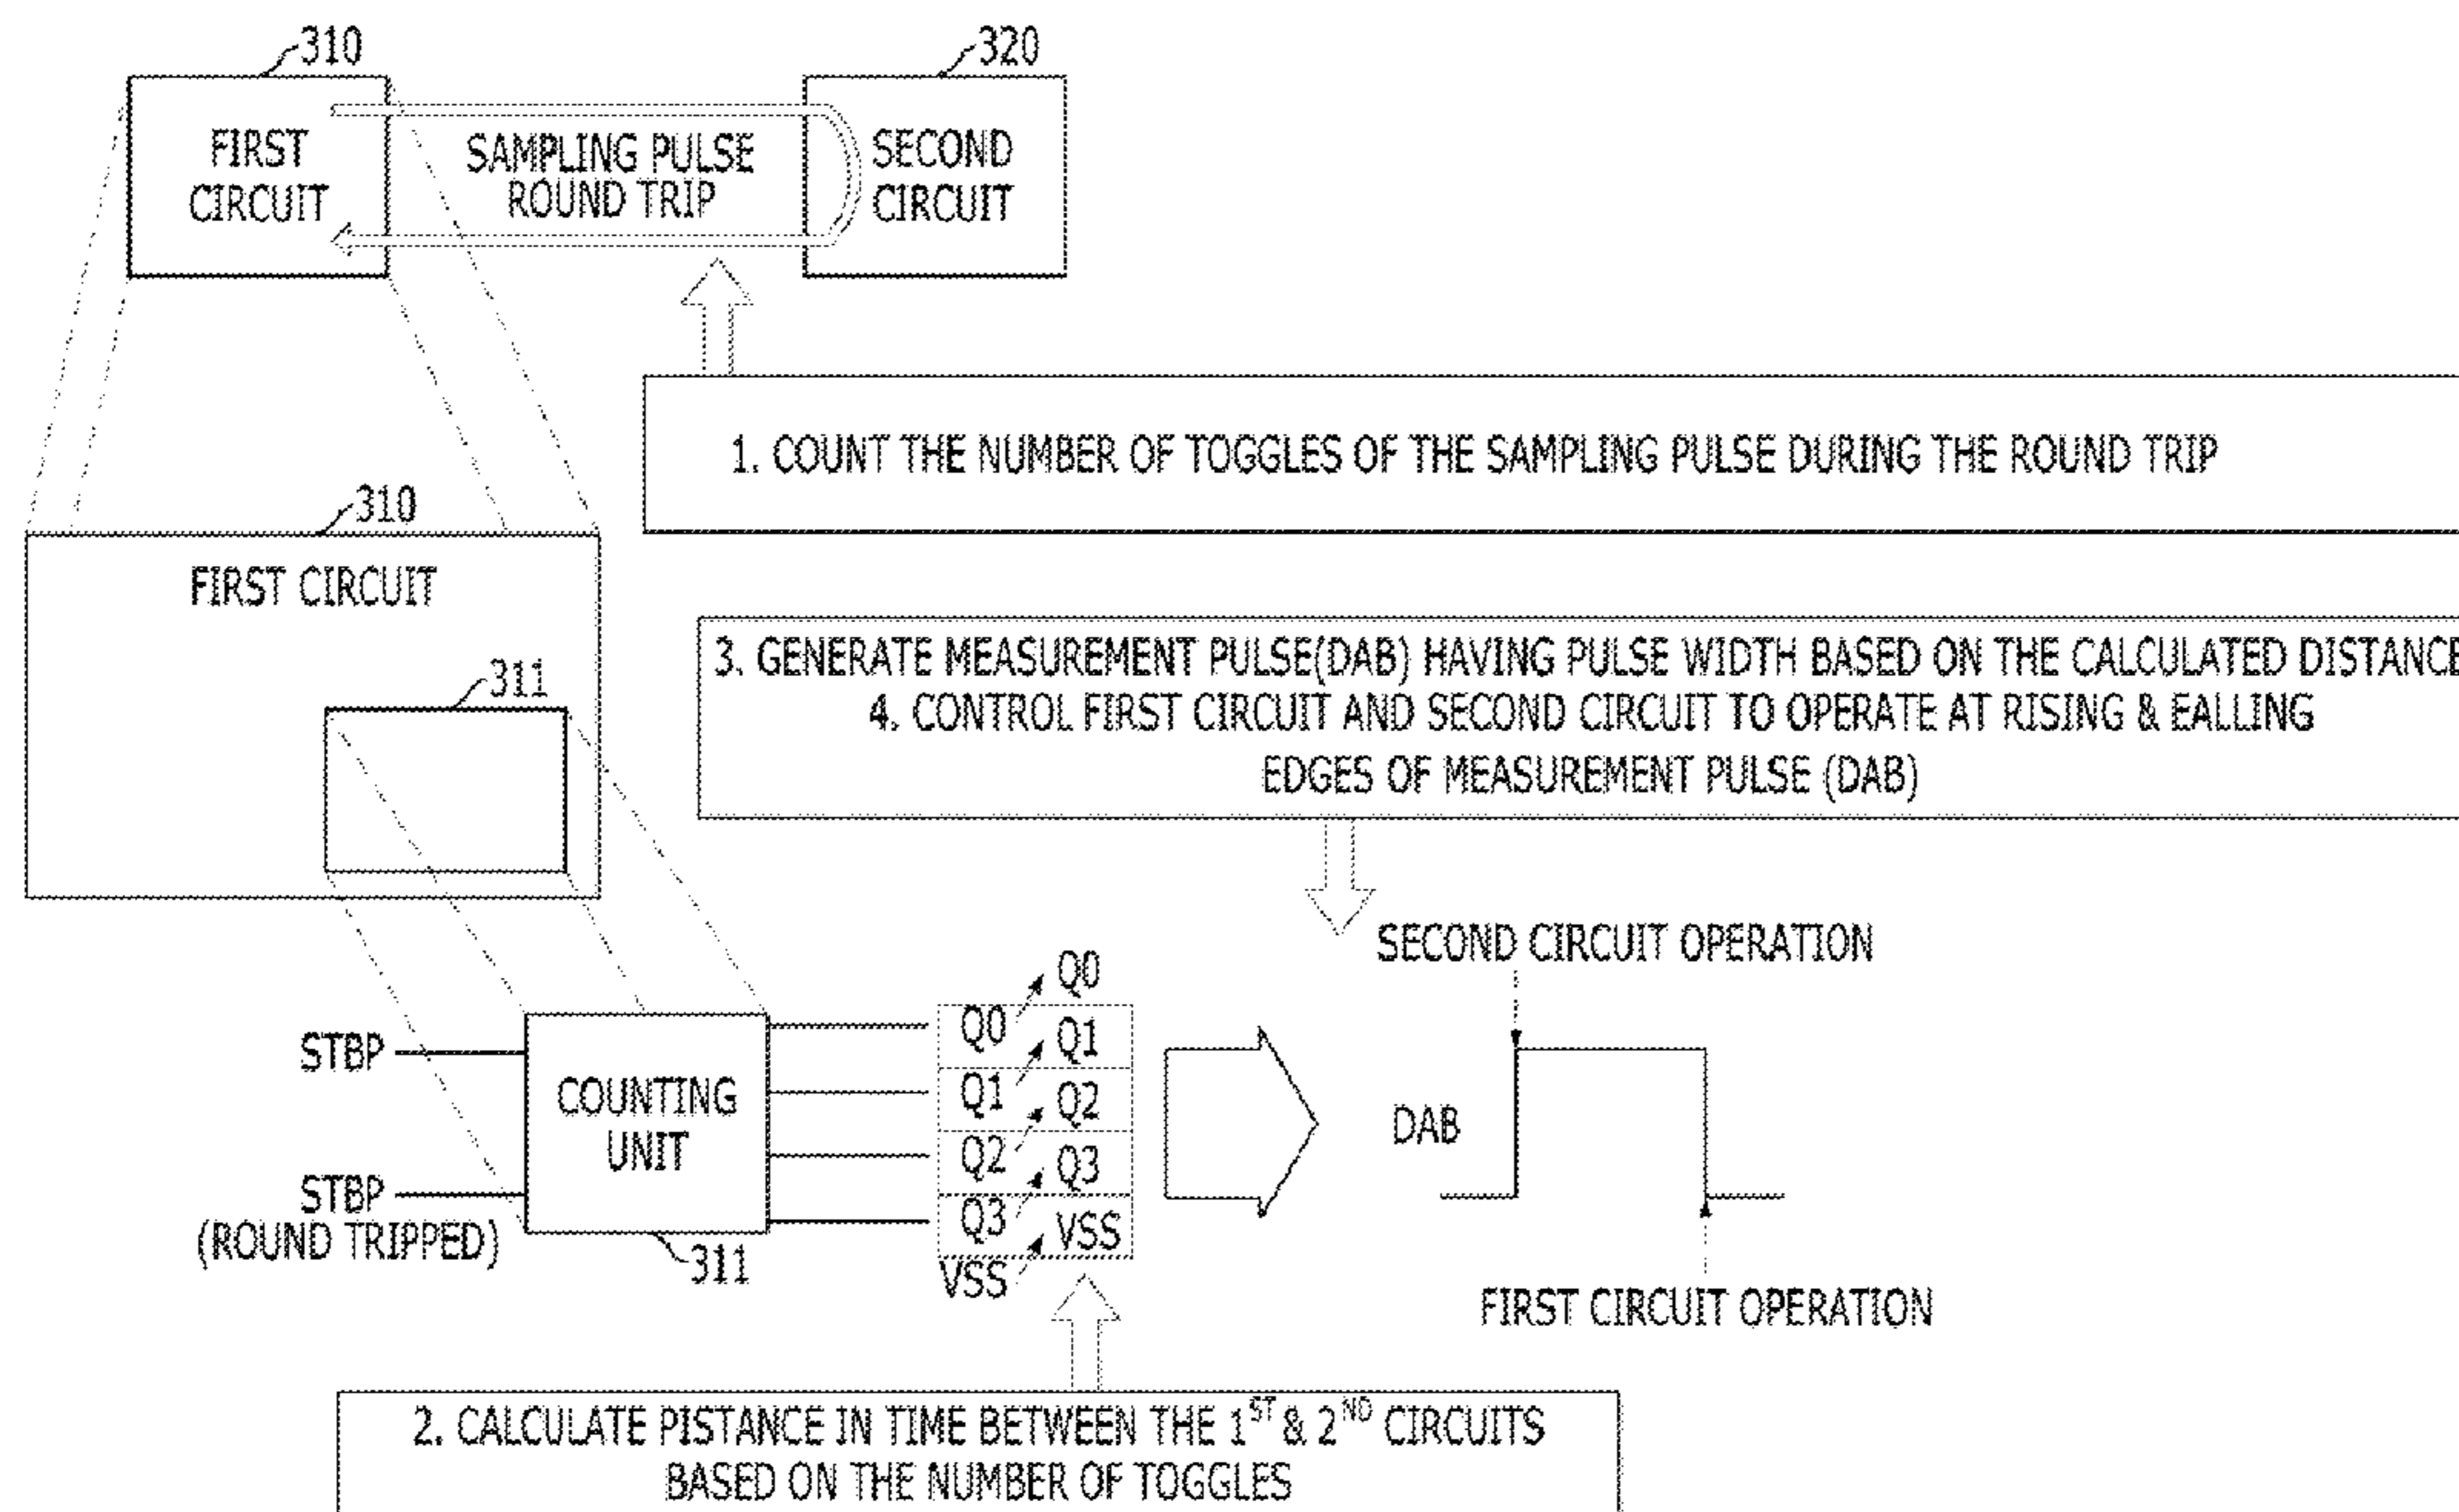 310
320
FIRST
CIRCUIT
SAMPLING PULSE
ROUND TRIP
SECOND
CIRCUIT
1. COUNT THE NUMBER OF TOGGLES OF THE SAMPLING PULSE DURING THE ROUND TRIP
310
FIRST CIRCUIT
311
3. GENERATE MEASUREMENT PULSE(DAB) HAVING PULSE WIDTH BASED ON THE CALCULATED DISTANCE
4. CONTROL FIRST CIRCUIT AND SECOND CIRCUIT TO OPERATE AT RISING & EALLING
EDGES OF MEASUREMENT PULSE (DAB)
SECOND CIRCUIT OPERATION
STBP
STBP
(ROUND TRIPPED)
COUNTING
UNIT
311
Q0
Q0 Q1
Q1 Q2
Q2 Q3
Q3 VSS
VSS
DAB
FIRST CIRCUIT OPERATION
2. CALCULATE PISTANCE IN TIME BETWEEN THE 1ST & 2ND CIRCUITS
BASED ON THE NUMBER OF TOGGLES